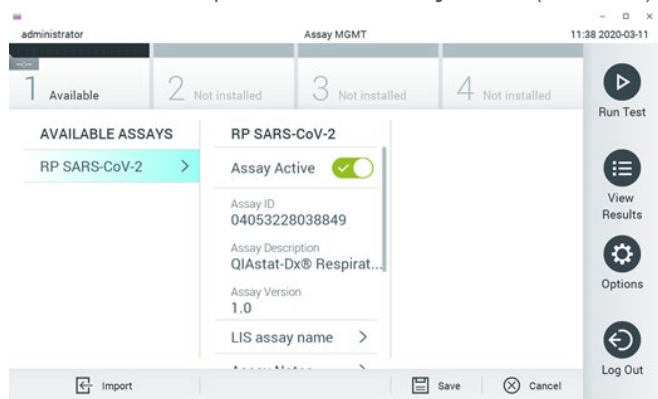 administrator Assay MGMT 11:38 2020-03-11
1 Available 2 Not installed 3 Not installed 4 Not installed
Run Test
AVAILABLE ASSAYS
RP SARS-CoV-2
RP SARS-CoV-2
Assay Active
Assay ID
04053228038849
Assay Description
QIAstat-Dx® Respirat...
Assay Version
1.0
LIS assay name
View
Results
Options
Log Out
Import Save Cancel